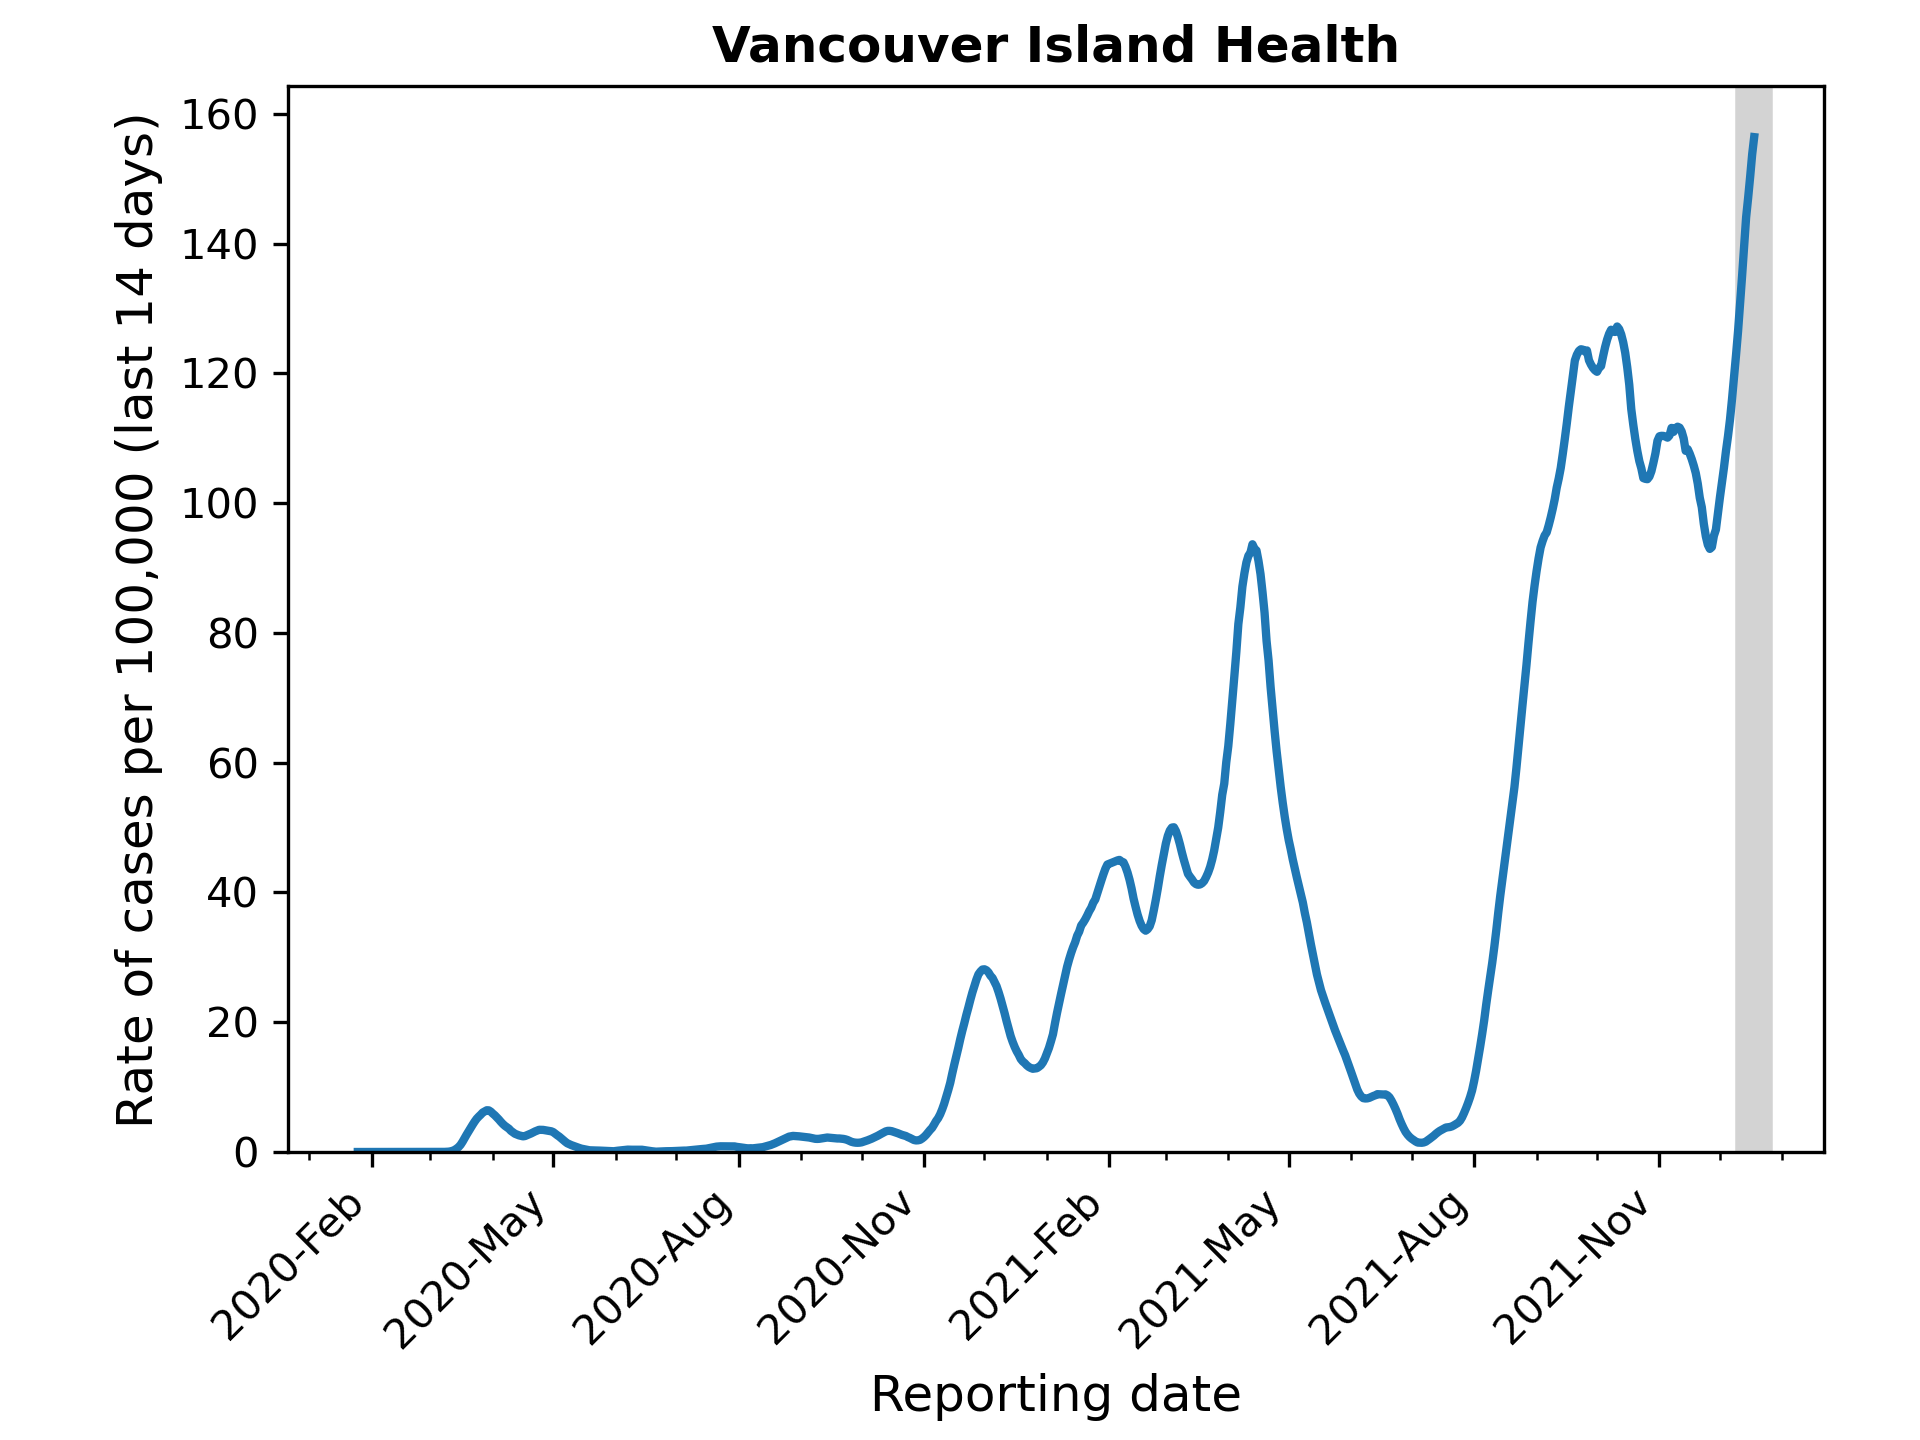 Vancouver Island Health
Rate of cases per 100,000 (last 14 days)
160
140
120
100
80
60
40
20
0
2020-Feb
2020-May
2020-Aug
2020-Nov
2021-Feb
2021-May
2021-Aug
2021-Nov
Reporting date